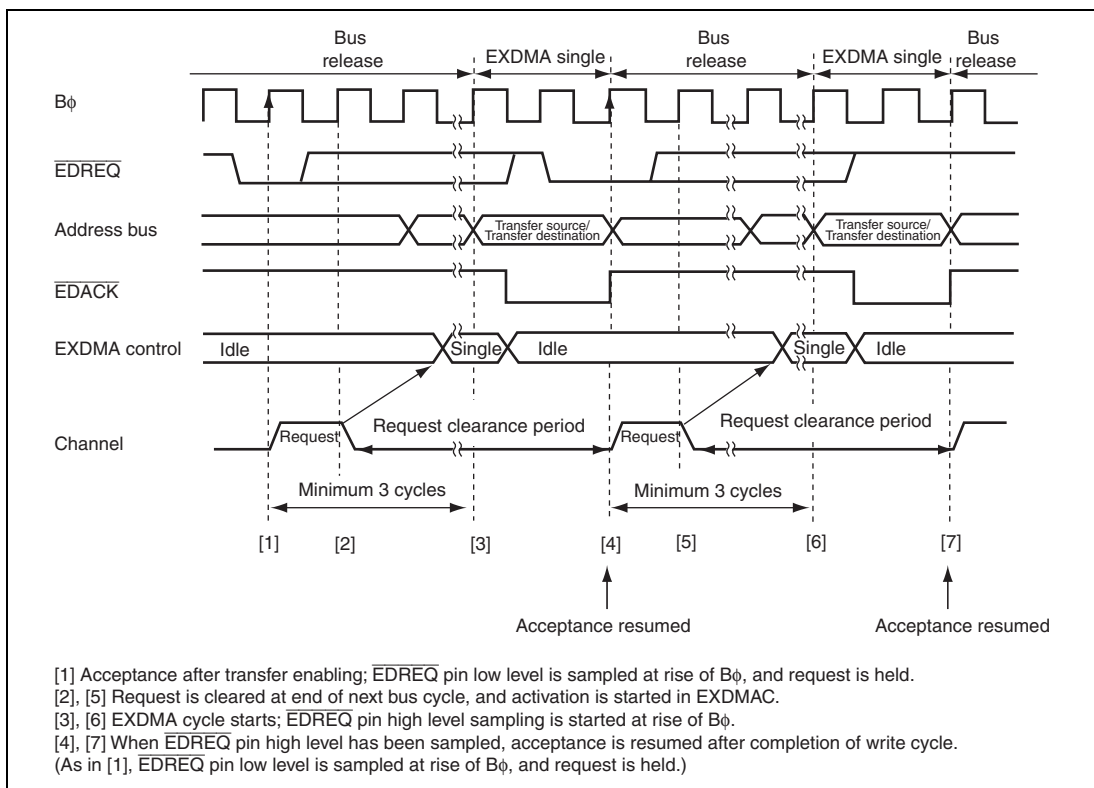 Bus release
EXDMA single
Bus release
EXDMA single
Bus release
Bϕ
EDREQ
Address bus
Transfer source/
Transfer destination
Transfer source/
Transfer destination
EDACK
EXDMA control
Idle
Single
Idle
Single
Idle
Channel
Request
Request clearance period
Request
Request clearance period
Minimum 3 cycles
Minimum 3 cycles
[1]
[2]
[3]
[4]
[5]
[6]
[7]
Acceptance resumed
Acceptance resumed
[1] Acceptance after transfer enabling; EDREQ pin low level is sampled at rise of Bϕ, and request is held.
[2], [5] Request is cleared at end of next bus cycle, and activation is started in EXDMAC.
[3], [6] EXDMA cycle starts; EDREQ pin high level sampling is started at rise of Bϕ.
[4], [7] When EDREQ pin high level has been sampled, acceptance is resumed after completion of write cycle.
(As in [1], EDREQ pin low level is sampled at rise of Bϕ, and request is held.)